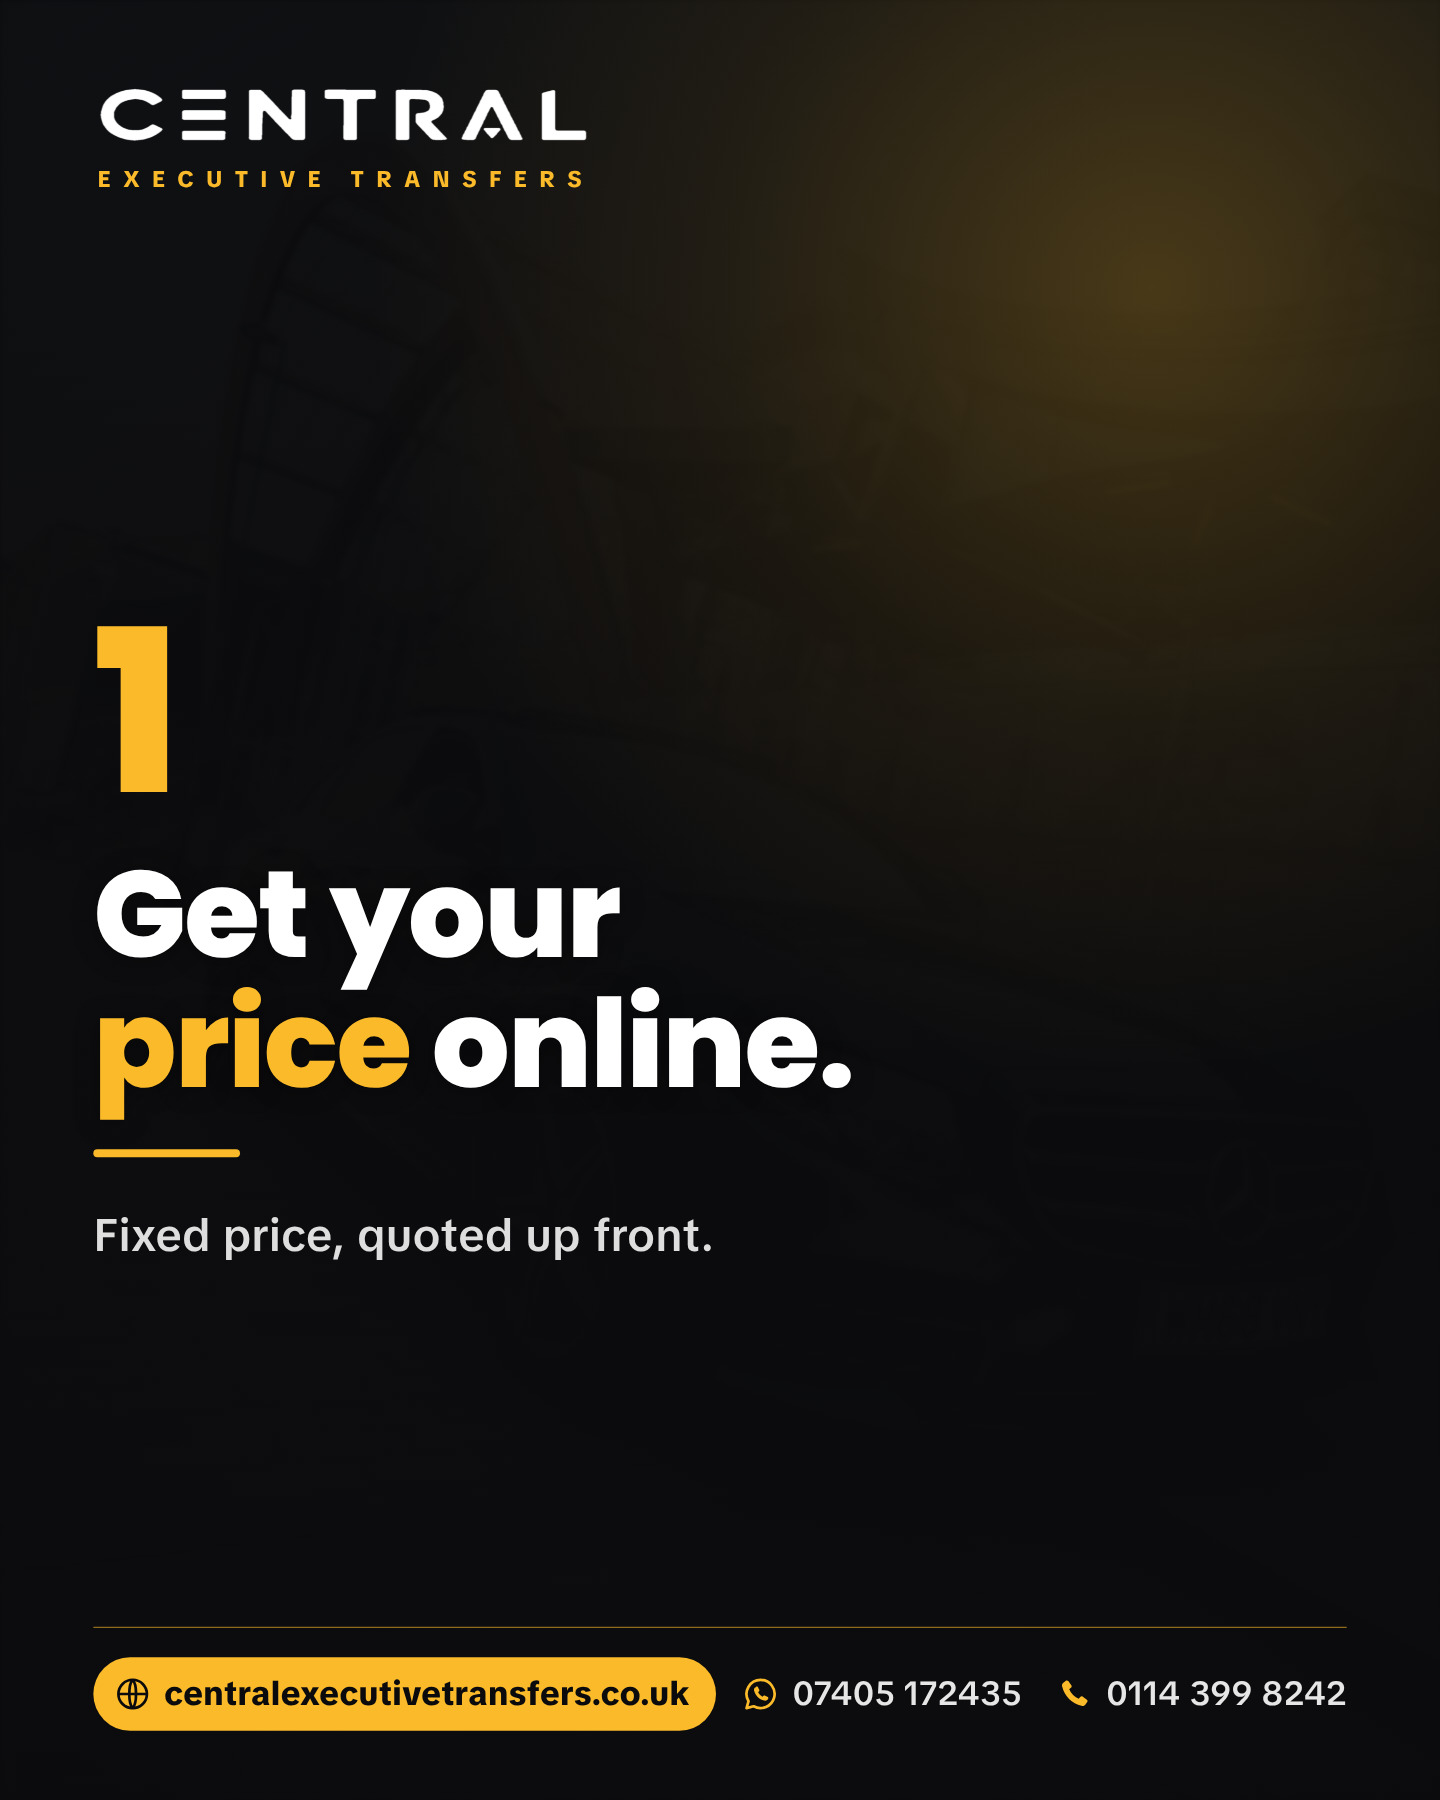 CENTRAL
EXECUTIVE TRANSFERS
1
Get your
price online.
Fixed price, quoted up front.
centralexecutivetransfers.co.uk 07405 172435 0114 399 8242